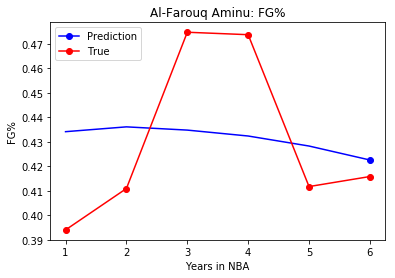 Al-Farouq Aminu: FG%
Prediction
True
FG%
0.47
0.46
0.45
0.44
0.43
0.42
0.41
0.40
0.39
1 2 3 4 5 6
Years in NBA